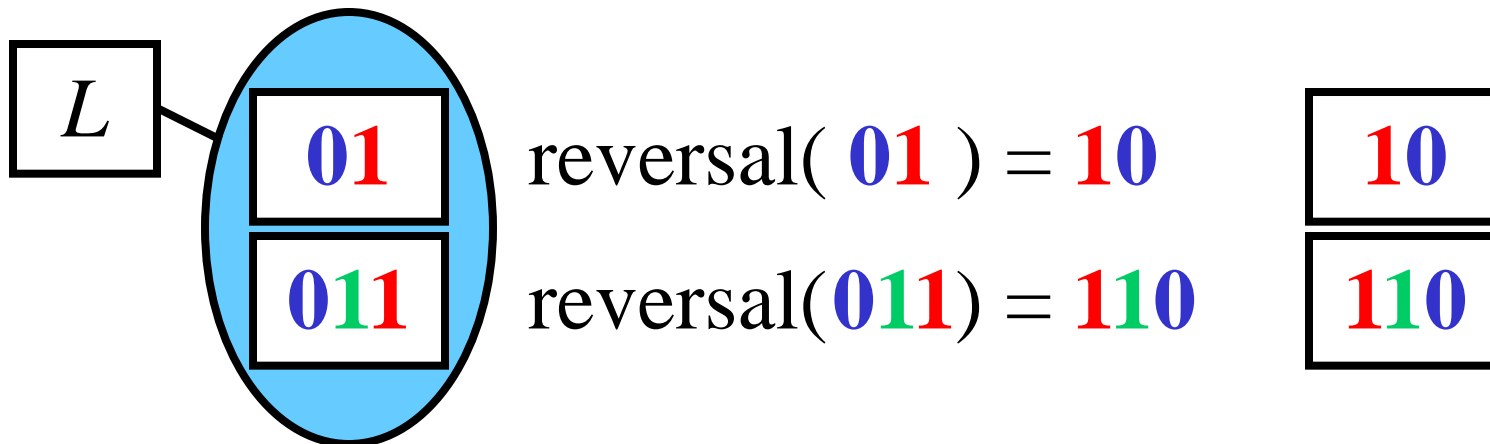 L
01 reversal( 01 ) = 10 10
011 reversal(011) = 110 110